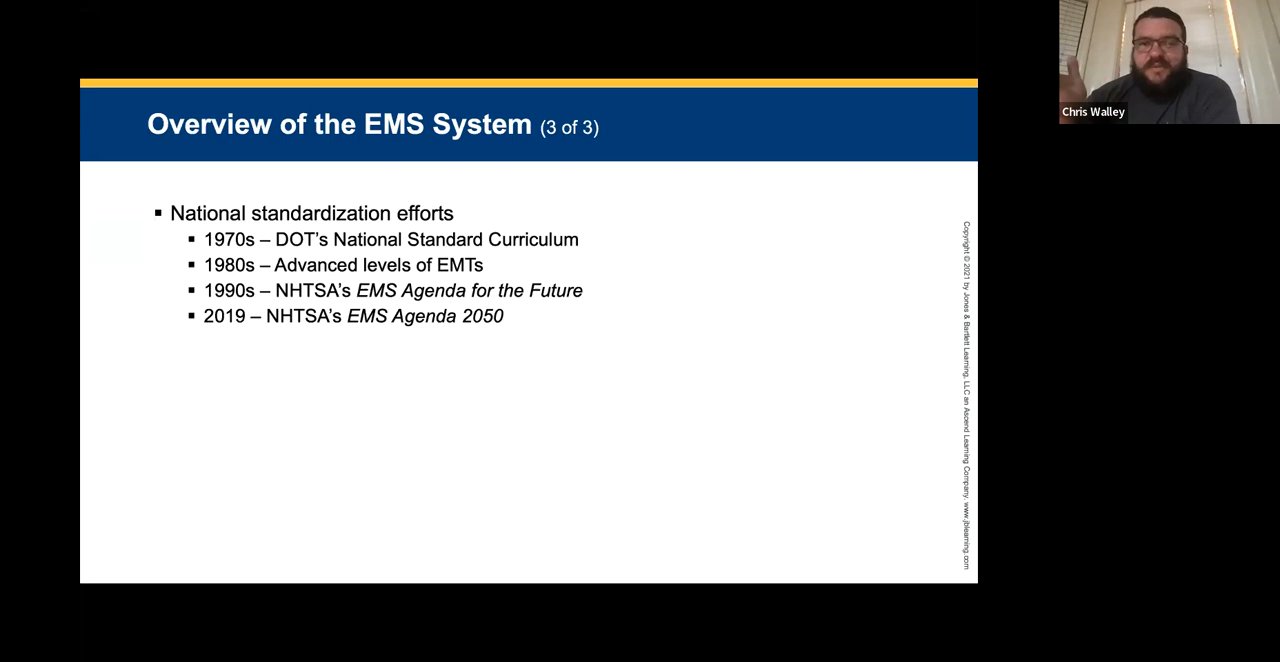 Overview of the EMS System (3 of 3)
▪ National standardization efforts
▪ 1970s – DOT’s National Standard Curriculum
▪ 1980s – Advanced levels of EMTs
▪ 1990s – NHTSA’s EMS Agenda for the Future
▪ 2019 – NHTSA’s EMS Agenda 2050
Copyright © 2021 by Jones & Bartlett Learning, LLC an Ascend Learning Company. www.jblearning.com
Chris Walley